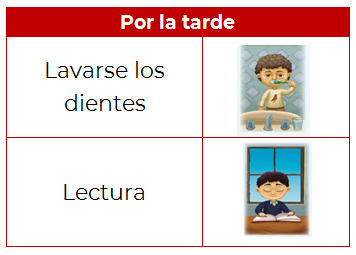 Por la tarde
Lavarse los
dientes
Lectura